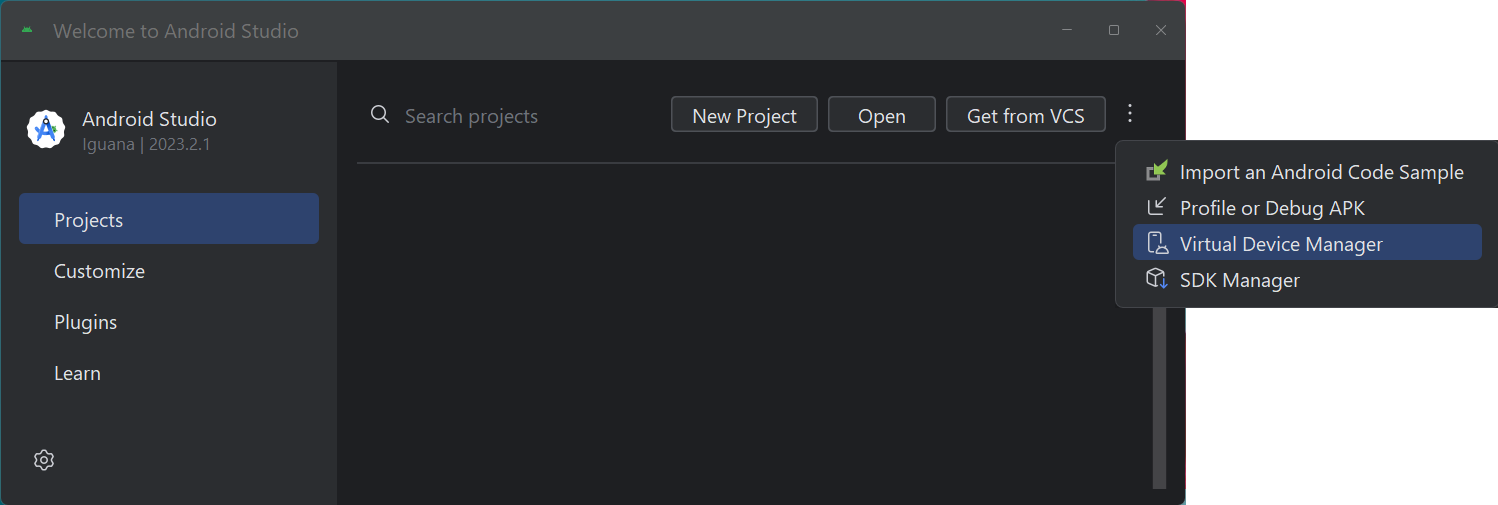 Welcome to Android Studio
Android Studio
Iguana | 2023.2.1
Projects
Customize
Plugins
Learn
Search projects
New Project
Open
Get from VCS
Import an Android Code Sample
Profile or Debug APK
Virtual Device Manager
SDK Manager